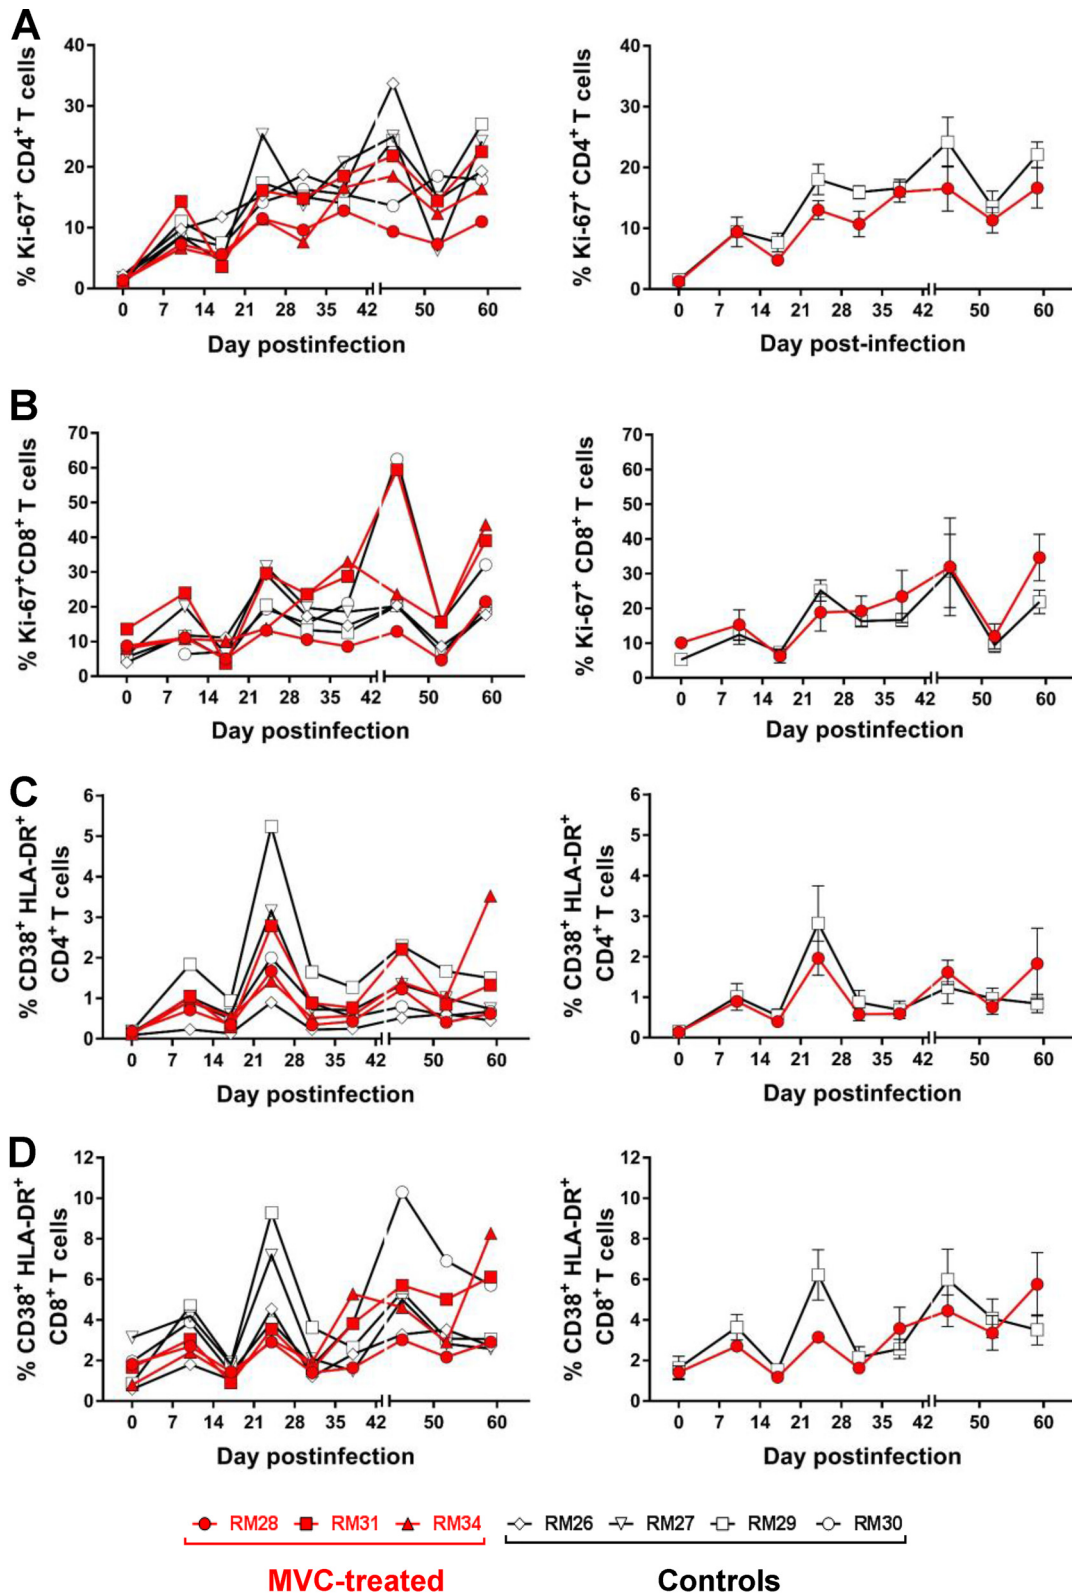 A
% Ki-67+ CD4+ T cells
40
30
20
10
0
0 7 14 21 28 35 42 50 60
Day postinfection
% Ki-67+ CD4+ T cells
40
30
20
10
0
0 7 14 21 28 35 42 50 60
Day post-infection
B
% Ki-67+CD8+ T cells
70
60
50
40
30
20
10
0
0 7 14 21 28 35 42 50 60
Day postinfection
% Ki-67+ CD8+ T cells
70
60
50
40
30
20
10
0
0 7 14 21 28 35 42 50 60
Day postinfection
C
% CD38+ HLA-DR+
CD4+ T cells
6
5
4
3
2
1
0
0 7 14 21 28 35 42 50 60
Day postinfection
% CD38+ HLA-DR+
CD4+ T cells
6
5
4
3
2
1
0
0 7 14 21 28 35 42 50 60
Day postinfection
D
% CD38+ HLA-DR+
CD8+ T cells
12
10
8
6
4
2
0
0 7 14 21 28 35 42 50 60
Day postinfection
% CD38+ HLA-DR+
CD8+ T cells
12
10
8
6
4
2
0
0 7 14 21 28 35 42 50 60
Day postinfection
RM28 RM31 RM34 RM26 RM27 RM29 RM30
MVC-treated Controls